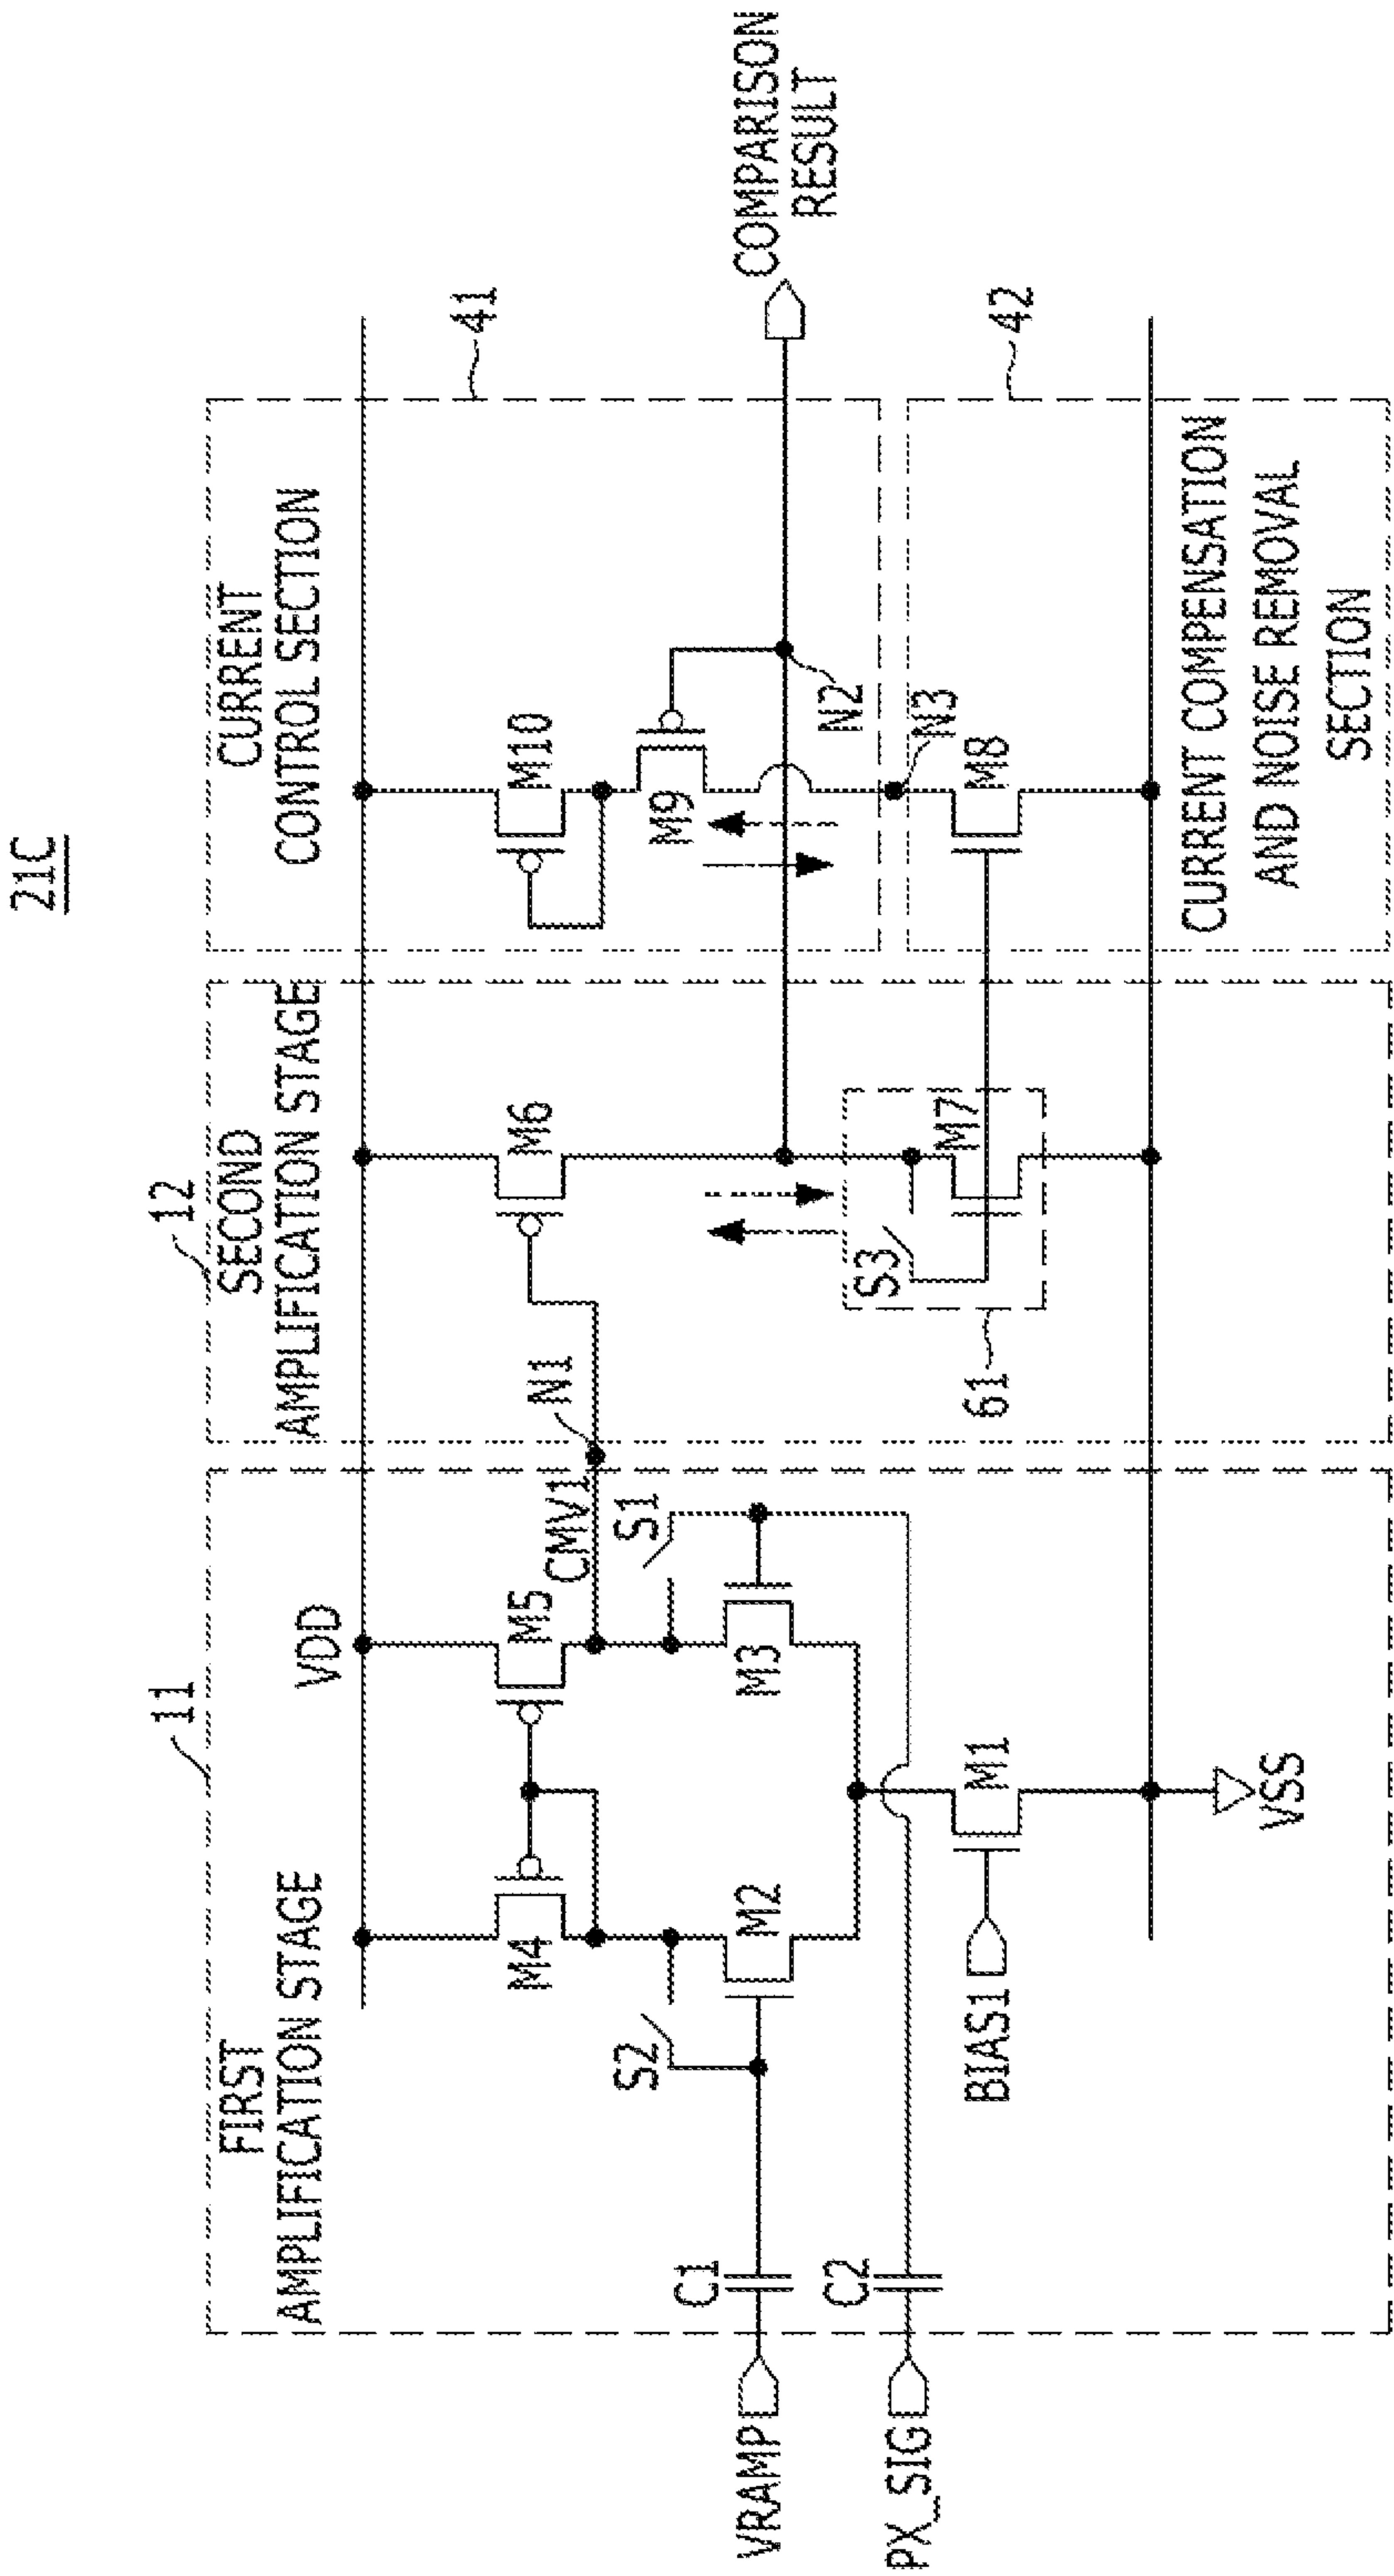 21C
11
FIRST
AMPLIFICATION STAGE
12
SECOND
AMPLIFICATION STAGE
CURRENT
CONTROL SECTION
41
VDD
M4
M5
CMV1
N1
M6
M10
S2
M2
S1
M3
M9
N2
COMPARISON
RESULT
VRAMP
C1
PX_SIG
C2
BIAS1
M1
S3
M7
61
N3
M8
42
VSS
CURRENT COMPENSATION
AND NOISE REMOVAL
SECTION